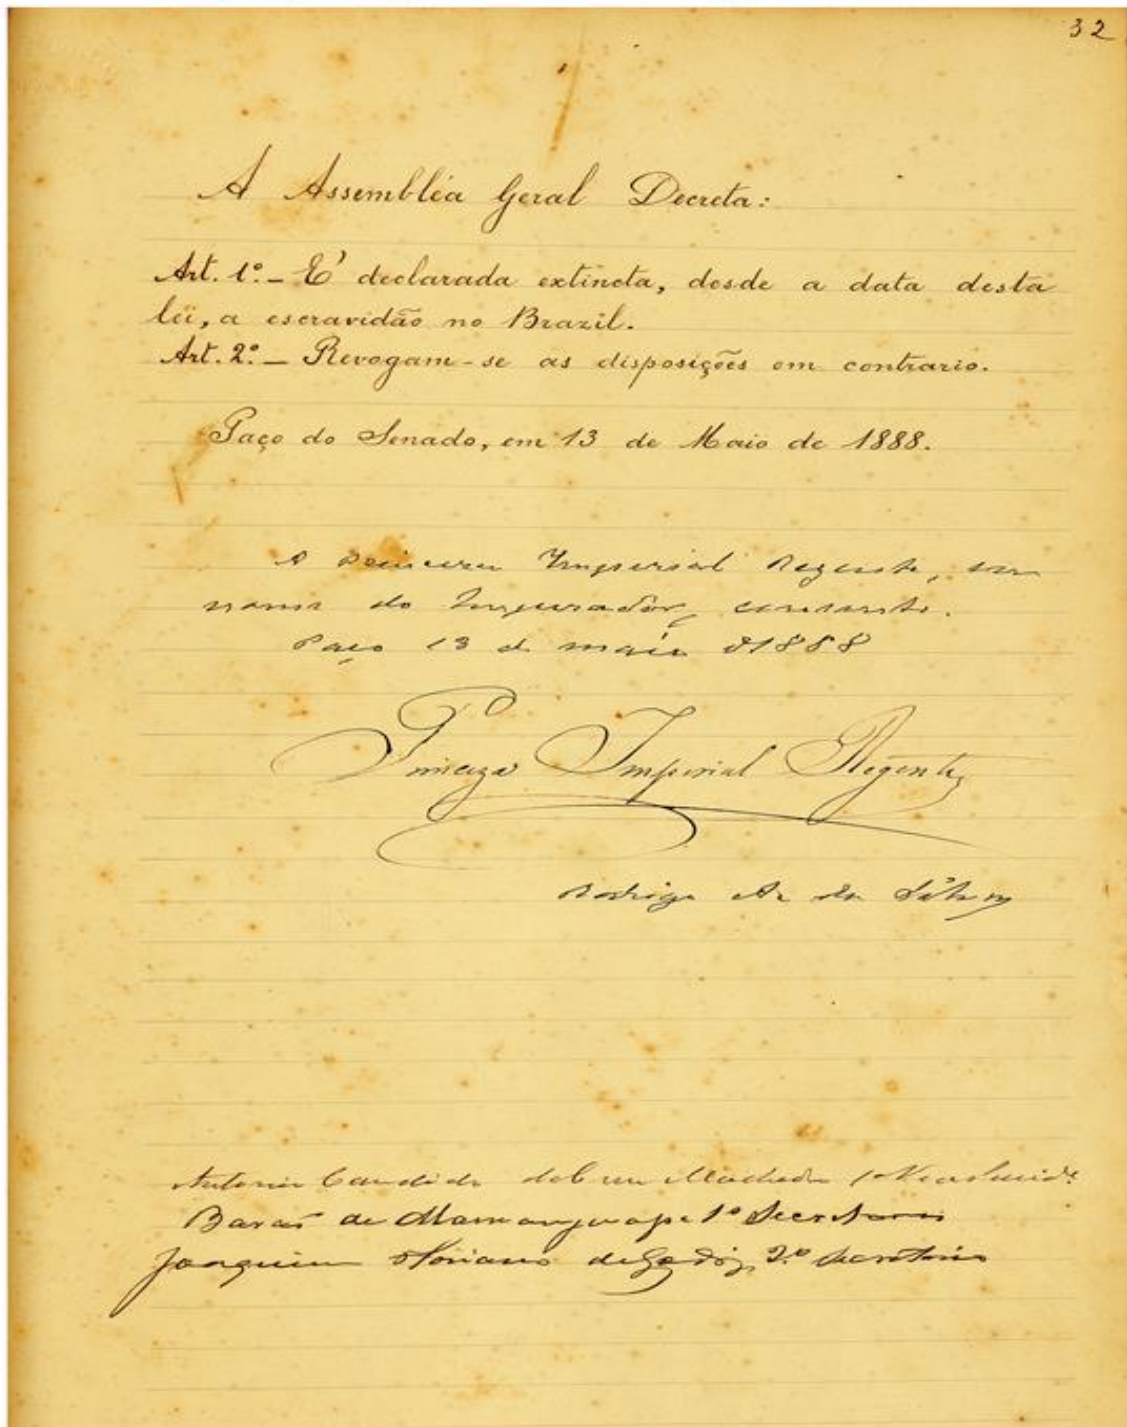 32
A Assembléa Geral Decreta:
Art. 1º - É declarada extincta, desde a data desta
lei, a escravidão no Brazil.
Art. 2º - Revogam-se as disposições em contrario.
Paço do Senado, em 13 de Maio de 1888.
A Princeza Imperial Regente, em
nome do Imperador, consente.
Paço 13 de maio d 1888
Princeza Imperial Regente
Rodrigo A. da Silva
Antonio Candido da Cruz Machado, 1º Vice Presidte
Barão de Mamanguape 1º Secretario
Joaquim Floriano de Godoy, 2º Secretario